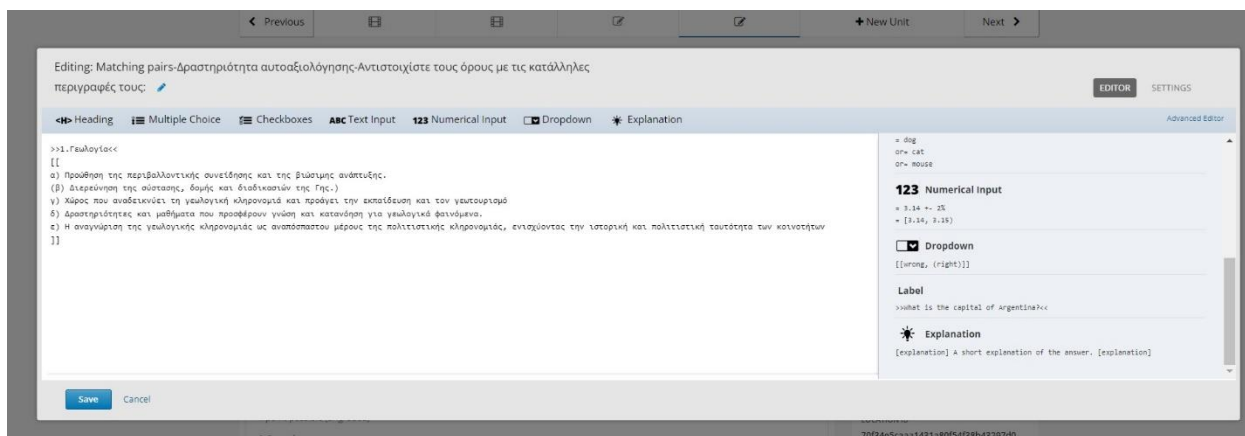 Previous
+ New Unit
Next
Editing: Matching pairs-Δραστηριότητα αυτοαξιολόγησης-Αντιστοιχίστε τους όρους με τις κατάλληλες
περιγραφές τους:
EDITOR SETTINGS
<H> Heading Multiple Choice Checkboxes ABC Text Input 123 Numerical Input Dropdown Explanation Advanced Editor
>>1.Γεωλογία<<
[[
α) Προώθηση της περιβαλλοντικής συνείδησης και της βιώσιμης ανάπτυξης.
(β) Διερεύνηση της σύστασης, δομής και διαδικασιών της Γης.)
γ) Χώρος που αναδεικνύει τη γεωλογική κληρονομιά και προάγει την εκπαίδευση και τον γεωτουρισμό
δ) Δραστηριότητες και μαθήματα που προσφέρουν γνώση και κατανόηση για γεωλογικά φαινόμενα.
ε) Η αναγνώριση της γεωλογικής κληρονομιάς ως αναπόσπαστου μέρους της πολιτιστικής κληρονομιάς, ενισχύοντας την ιστορική και πολιτιστική ταυτότητα των κοινοτήτων
]]
= dog
or= cat
or= mouse
123 Numerical Input
= 3.14 +- 2%
= [3.14, 3.15)
Dropdown
[[wrong, (right)]]
Label
>>What is the capital of Argentina?<<
Explanation
[explanation] A short explanation of the answer. [explanation]
Save Cancel